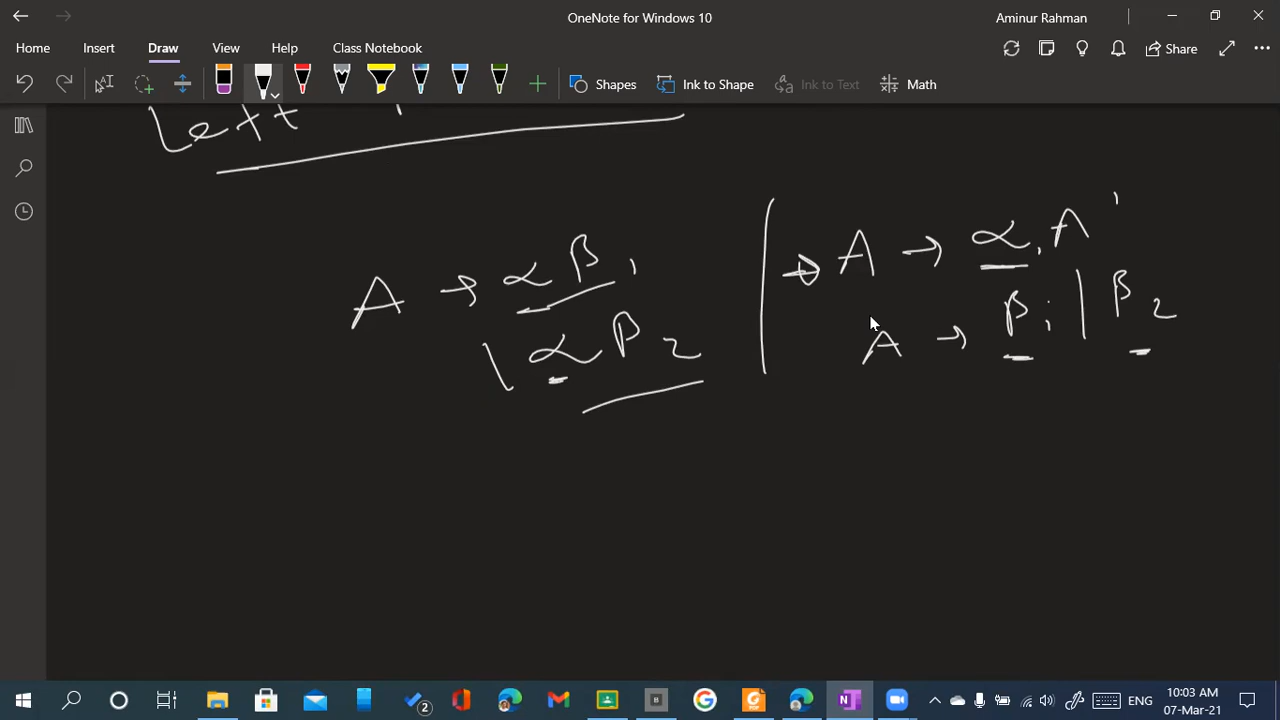 OneNote for Windows 10
Aminur Rahman
Home Insert Draw View Help Class Notebook
Share
Shapes Ink to Shape Ink to Text Math
Left
A → αβ1
| αβ2
→ A → α, A'
A → β1 | β2
2
ENG
10:03 AM
07-Mar-21